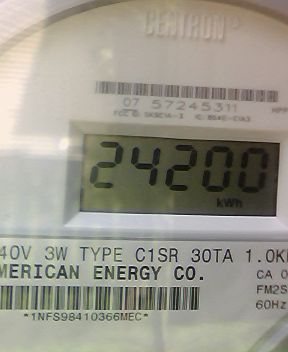 CENTRON®
07 57245311
24200
kWh
40V 3W TYPE C1SR 30TA 1.0K
MERICAN ENERGY CO.
CA 0
FM2S
60Hz
*1NFS98410366MEC*